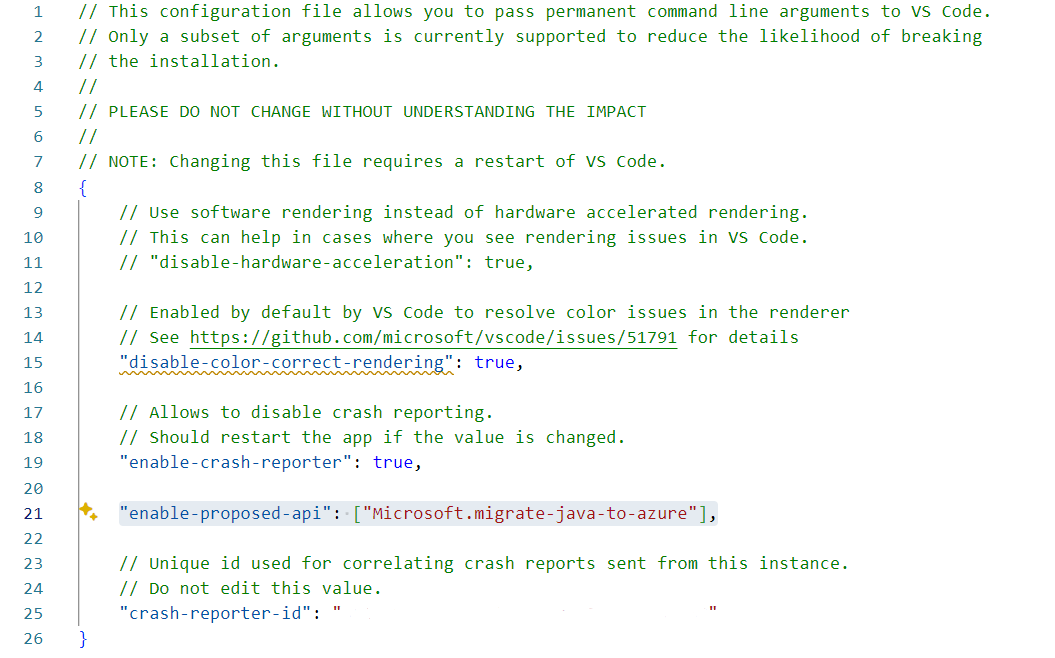 1 // This configuration file allows you to pass permanent command line arguments to VS Code.
2 // Only a subset of arguments is currently supported to reduce the likelihood of breaking
3 // the installation.
4 //
5 // PLEASE DO NOT CHANGE WITHOUT UNDERSTANDING THE IMPACT
6 //
7 // NOTE: Changing this file requires a restart of VS Code.
8 {
9 // Use software rendering instead of hardware accelerated rendering.
10 // This can help in cases where you see rendering issues in VS Code.
11 // "disable-hardware-acceleration": true,
12
13 // Enabled by default by VS Code to resolve color issues in the renderer
14 // See https://github.com/microsoft/vscode/issues/51791 for details
15 "disable-color-correct-rendering": true,
16
17 // Allows to disable crash reporting.
18 // Should restart the app if the value is changed.
19 "enable-crash-reporter": true,
20
21 "enable-proposed-api": ["Microsoft.migrate-java-to-azure"],
22
23 // Unique id used for correlating crash reports sent from this instance.
24 // Do not edit this value.
25 "crash-reporter-id": " "
26 }